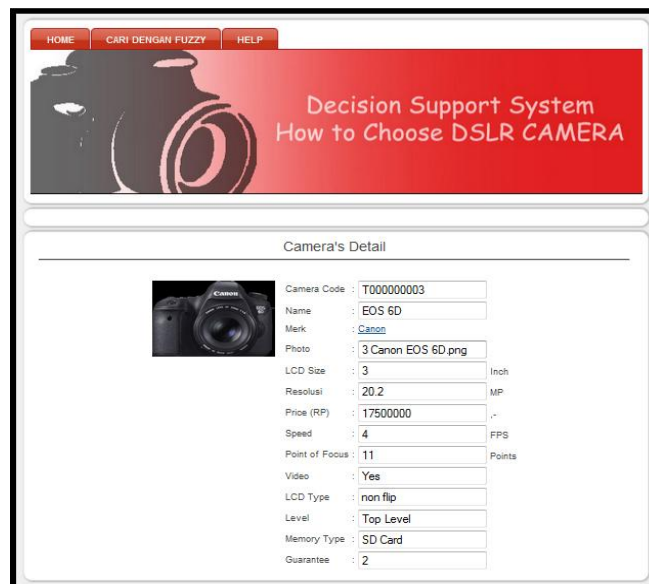 HOME CARI DENGAN FUZZY HELP
Decision Support System
How to Choose DSLR CAMERA
Camera's Detail
Canon
EOS
6D
Camera Code : T000000003
Name : EOS 6D
Merk : Canon
Photo : 3 Canon EOS 6D.png
LCD Size : 3 Inch
Resolusi : 20.2 MP
Price (RP) : 17500000 ,-
Speed : 4 FPS
Point of Focus : 11 Points
Video : Yes
LCD Type : non flip
Level : Top Level
Memory Type : SD Card
Guarantee : 2